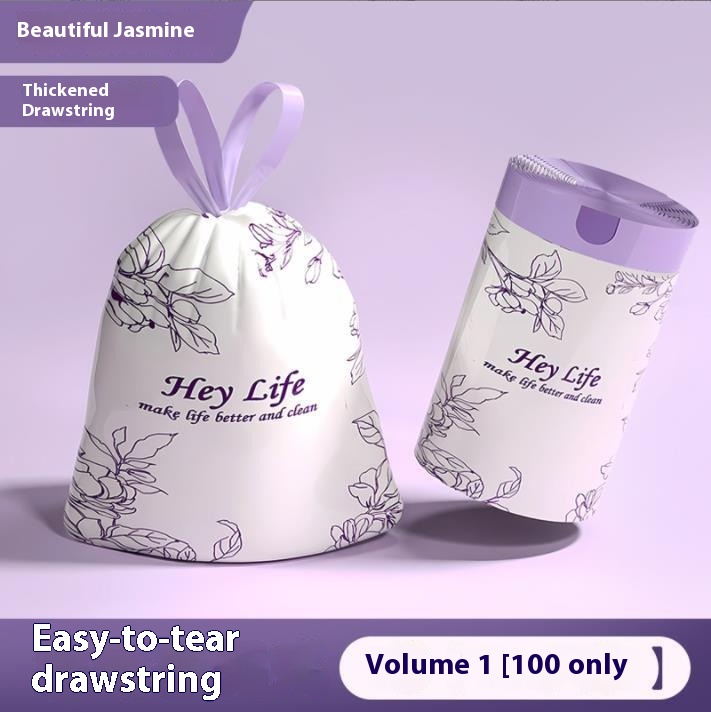 Beautiful Jasmine
Thickened
Drawstring
Hey Life
make life better and clean
Hey Life
make life better and clean
Easy-to-tear
drawstring
Volume 1 [100 only ]